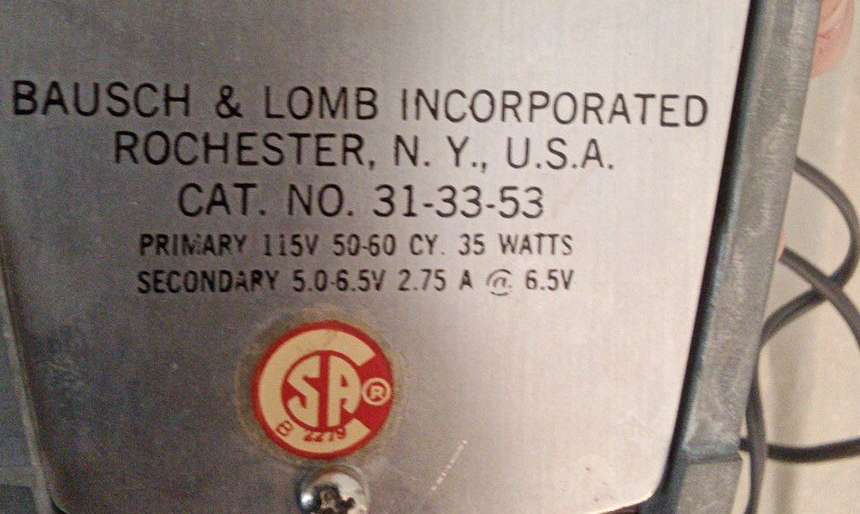 BAUSCH & LOMB INCORPORATED
ROCHESTER, N. Y., U.S.A.
CAT. NO. 31-33-53
PRIMARY 115V 50-60 CY. 35 WATTS
SECONDARY 5.0-6.5V 2.75 A @ 6.5V
CSA ®
B 2279